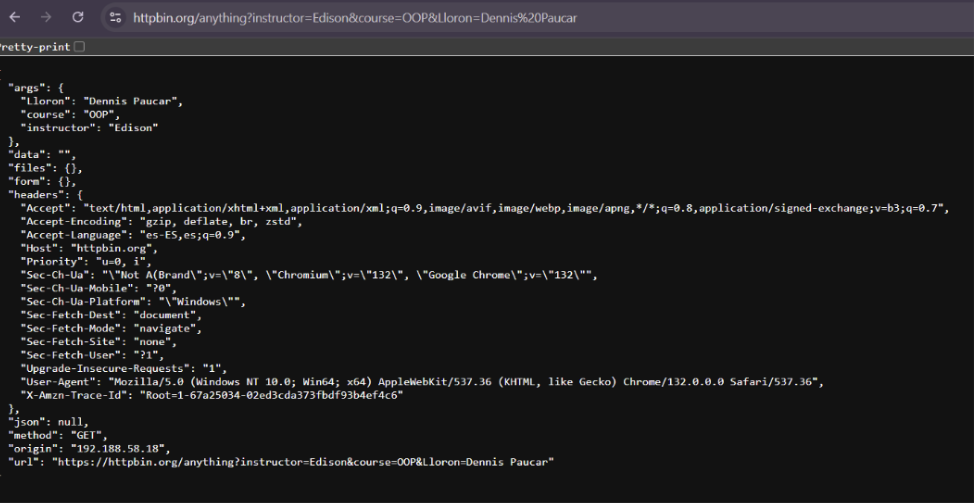 httpbin.org/anything?instructor=Edison&course=OOP&Lloron=Dennis%20Paucar
retty-print
"args": {
"Lloron": "Dennis Paucar",
"course": "OOP",
"instructor": "Edison"
},
"data": "",
"files": {},
"form": {},
"headers": {
"Accept": "text/html,application/xhtml+xml,application/xml;q=0.9,image/avif,image/webp,image/apng,*/*;q=0.8,application/signed-exchange;v=b3;q=0.7",
"Accept-Encoding": "gzip, deflate, br, zstd",
"Accept-Language": "es-ES,es;q=0.9",
"Host": "httpbin.org",
"Priority": "u=0, i",
"Sec-Ch-Ua": "\"Not A(Brand\";v=\"8\", \"Chromium\";v=\"132\", \"Google Chrome\";v=\"132\"",
"Sec-Ch-Ua-Mobile": "?0",
"Sec-Ch-Ua-Platform": "\"Windows\"",
"Sec-Fetch-Dest": "document",
"Sec-Fetch-Mode": "navigate",
"Sec-Fetch-Site": "none",
"Sec-Fetch-User": "?1",
"Upgrade-Insecure-Requests": "1",
"User-Agent": "Mozilla/5.0 (Windows NT 10.0; Win64; x64) AppleWebKit/537.36 (KHTML, like Gecko) Chrome/132.0.0.0 Safari/537.36",
"X-Amzn-Trace-Id": "Root=1-67a25034-02ed3cda373fbdf93b4ef4c6"
},
"json": null,
"method": "GET",
"origin": "192.188.58.18",
"url": "https://httpbin.org/anything?instructor=Edison&course=OOP&Lloron=Dennis Paucar"